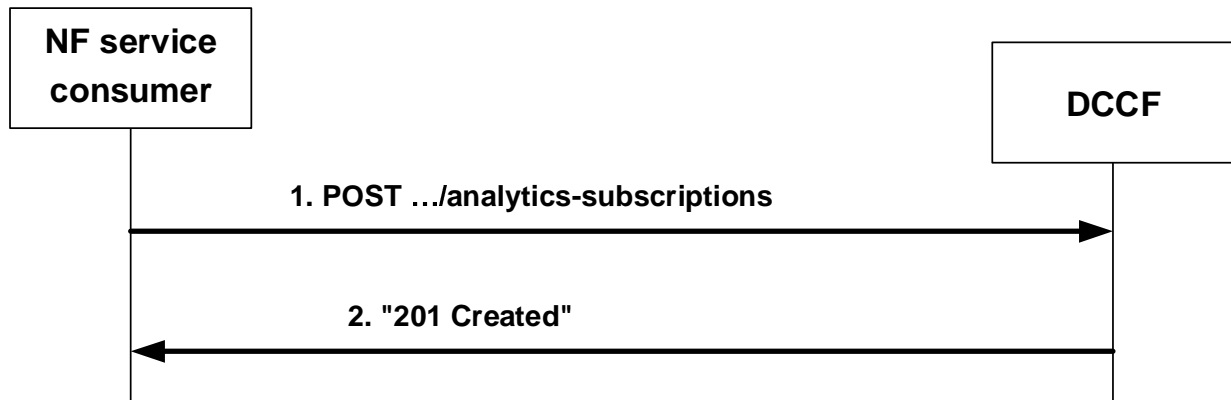 NF service
consumer
DCCF
1. POST …/analytics-subscriptions
2. "201 Created"